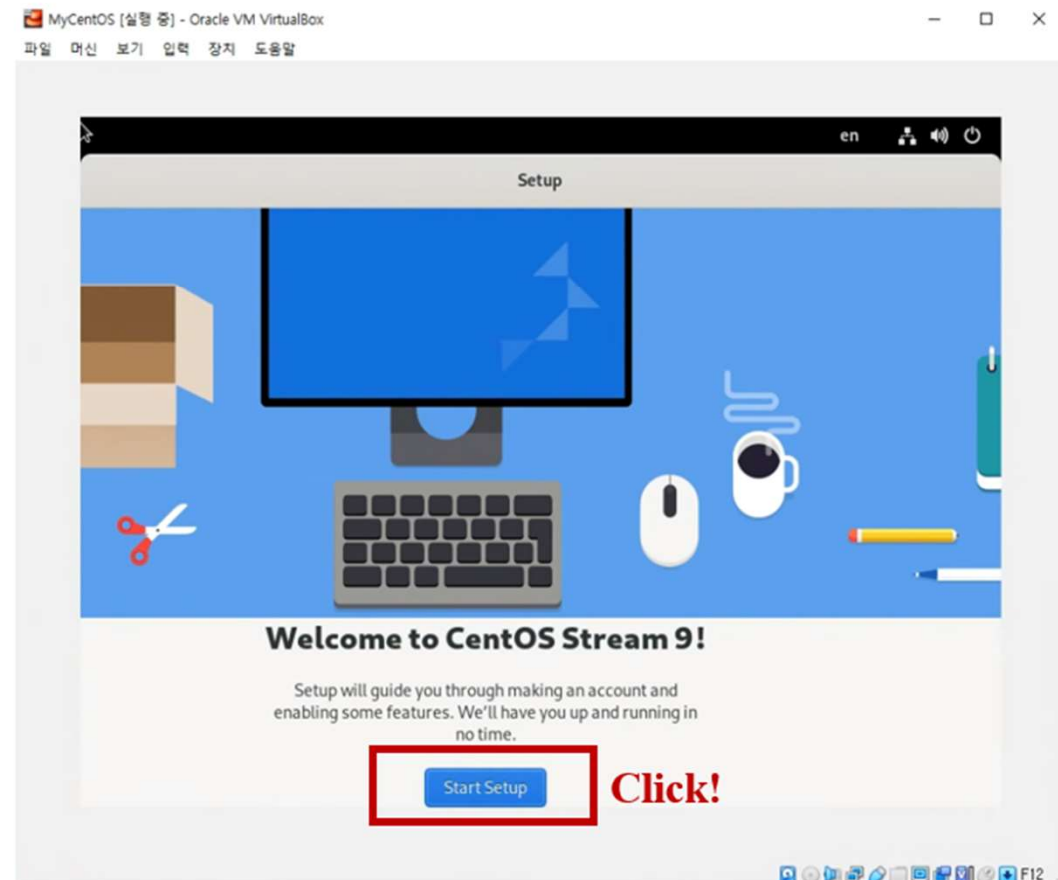 MyCentOS [실행 중] - Oracle VM VirtualBox
파일 머신 보기 입력 장치 도움말
en
Setup
Welcome to CentOS Stream 9!
Setup will guide you through making an account and
enabling some features. We'll have you up and running in
no time.
Start Setup Click!
F12